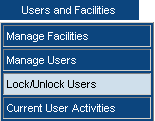 Users and Facilities
Manage Facilities
Manage Users
Lock/Unlock Users
Current User Activities